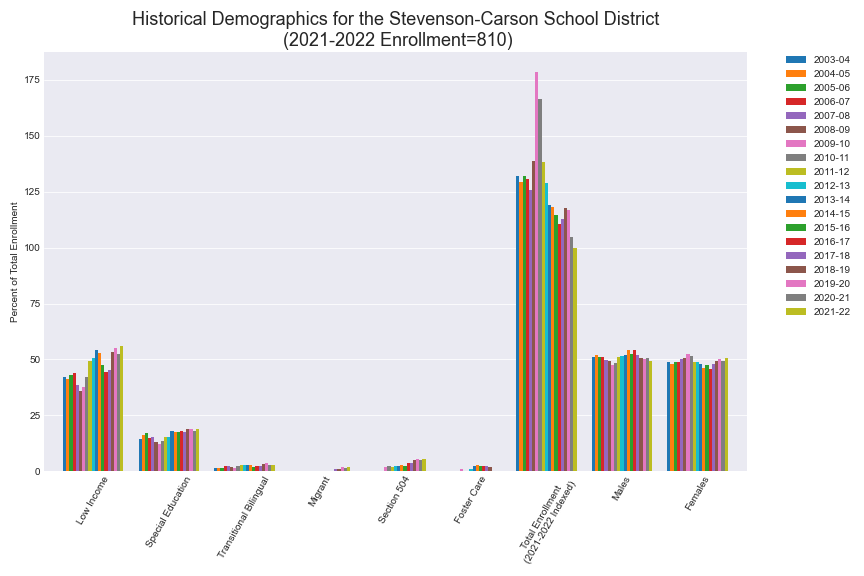 Historical Demographics for the Stevenson-Carson School District
(2021-2022 Enrollment=810)
Percent of Total Enrollment
175
150
125
100
75
50
25
0
Low Income
Special Education
Transitional Bilingual
Migrant
Section 504
Foster Care
Total Enrollment
(2021-2022 Indexed)
Males
Females
2003-04
2004-05
2005-06
2006-07
2007-08
2008-09
2009-10
2010-11
2011-12
2012-13
2013-14
2014-15
2015-16
2016-17
2017-18
2018-19
2019-20
2020-21
2021-22